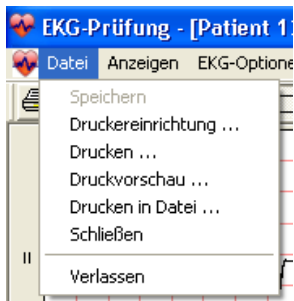 EKG-Prüfung - [Patient 1
Datei Anzeigen EKG-Optione
Speichern
Druckereinrichtung ...
Drucken ...
Druckvorschau ...
Drucken in Datei ...
Schließen
II
Verlassen